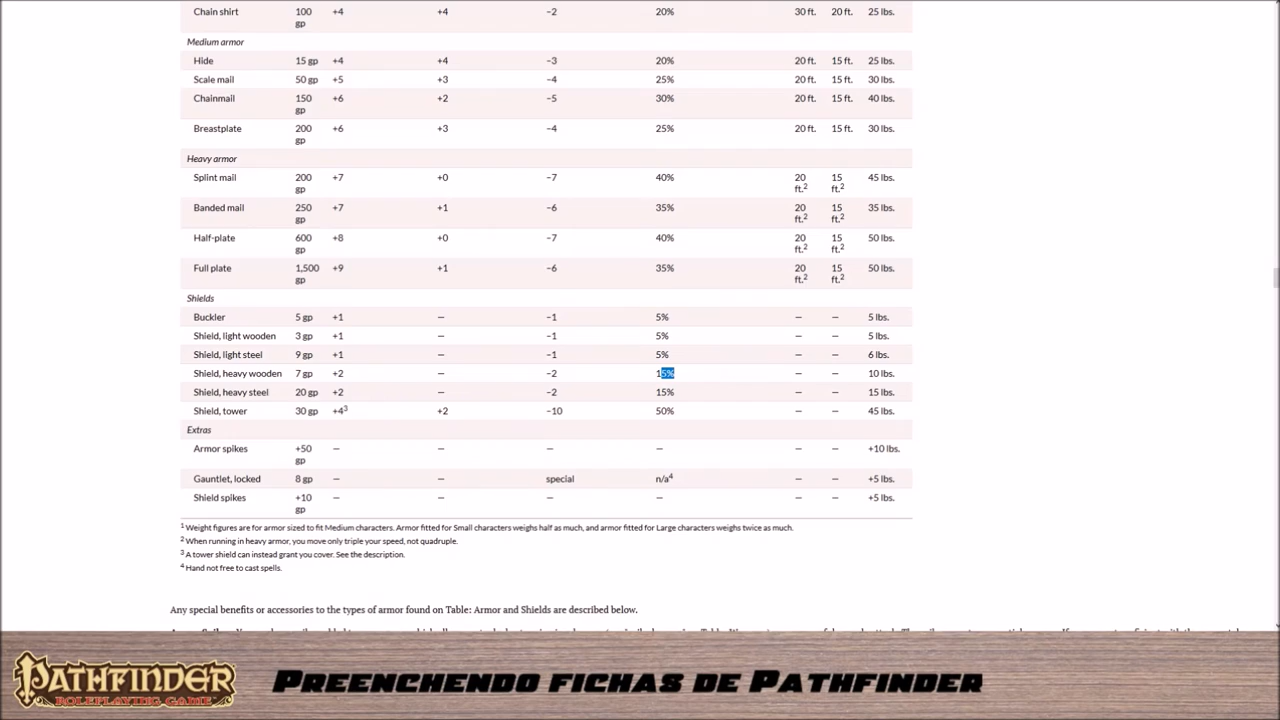 Chain shirt 100 gp +4 +4 –2 20% 30 ft. 20 ft. 25 lbs.
Medium armor
Hide 15 gp +4 +4 –3 20% 20 ft. 15 ft. 25 lbs.
Scale mail 50 gp +5 +3 –4 25% 20 ft. 15 ft. 30 lbs.
Chainmail 150 gp +6 +2 –5 30% 20 ft. 15 ft. 40 lbs.
Breastplate 200 gp +6 +3 –4 25% 20 ft. 15 ft. 30 lbs.
Heavy armor
Splint mail 200 gp +7 +0 –7 40% 20 ft.2 15 ft.2 45 lbs.
Banded mail 250 gp +7 +1 –6 35% 20 ft.2 15 ft.2 35 lbs.
Half-plate 600 gp +8 +0 –7 40% 20 ft.2 15 ft.2 50 lbs.
Full plate 1,500 gp +9 +1 –6 35% 20 ft.2 15 ft.2 50 lbs.
Shields
Buckler 5 gp +1 — –1 5% — — 5 lbs.
Shield, light wooden 3 gp +1 — –1 5% — — 5 lbs.
Shield, light steel 9 gp +1 — –1 5% — — 6 lbs.
Shield, heavy wooden 7 gp +2 — –2 15% — — 10 lbs.
Shield, heavy steel 20 gp +2 — –2 15% — — 15 lbs.
Shield, tower 30 gp +43 +2 –10 50% — — 45 lbs.
Extras
Armor spikes +50 gp — — — — — — +10 lbs.
Gauntlet, locked 8 gp — — special n/a4 — — +5 lbs.
Shield spikes +10 gp — — — — — — +5 lbs.
1 Weight figures are for armor sized to fit Medium characters. Armor fitted for Small characters weighs half as much, and armor fitted for Large characters weighs twice as much.
2 When running in heavy armor, you move only triple your speed, not quadruple.
3 A tower shield can instead grant you cover. See the description.
4 Hand not free to cast spells.
Any special benefits or accessories to the types of armor found on Table: Armor and Shields are described below.
PATHFINDER
ROLEPLAYING GAME
PREENCHENDO FICHAS DE PATHFINDER